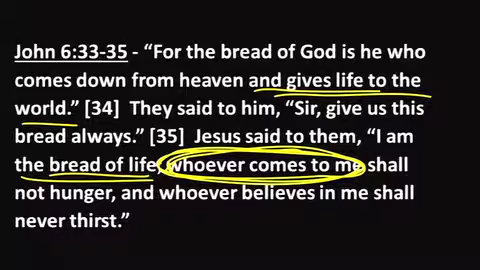 John 6:33-35 - “For the bread of God is he who
comes down from heaven and gives life to the
world.” [34]  They said to him, “Sir, give us this
bread always.” [35]  Jesus said to them, “I am
the bread of life, whoever comes to me shall
not hunger, and whoever believes in me shall
never thirst.”